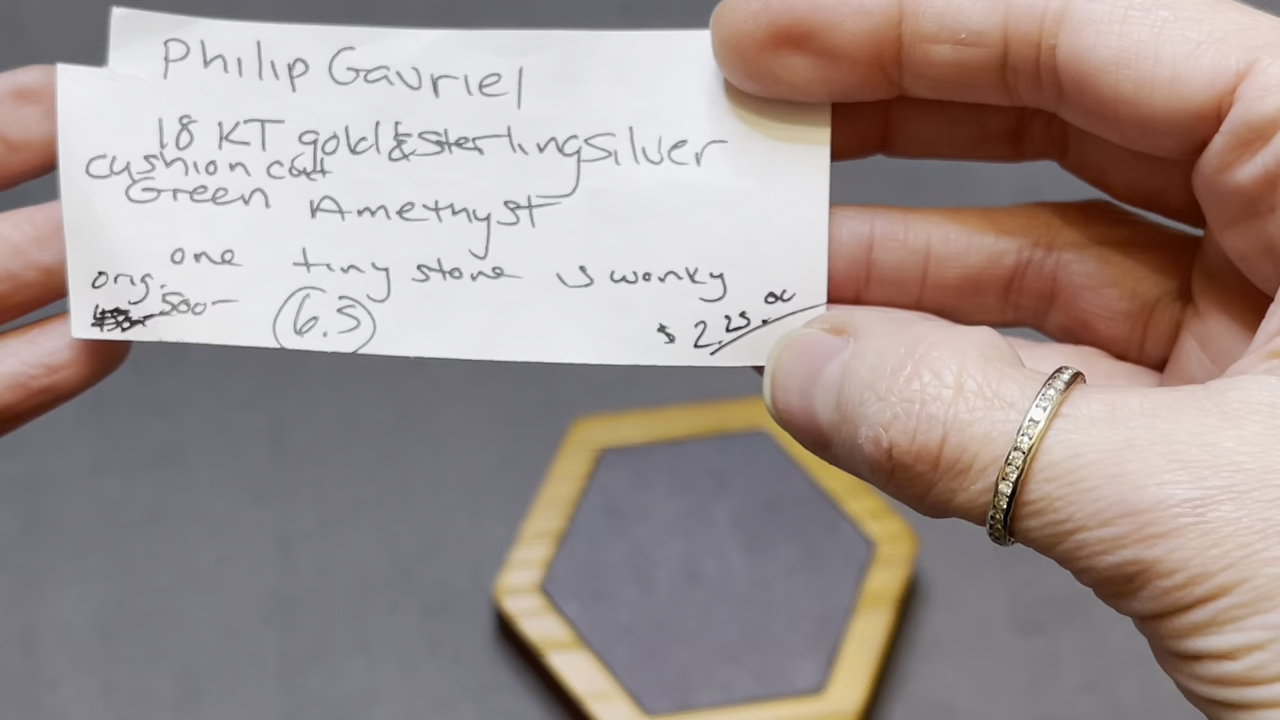 Philip Gavriel
18 KT gold & sterling silver
cushion cut
Green Amethyst
one tiny stone is wonky
orig. 500-
6.5
$ 225.00